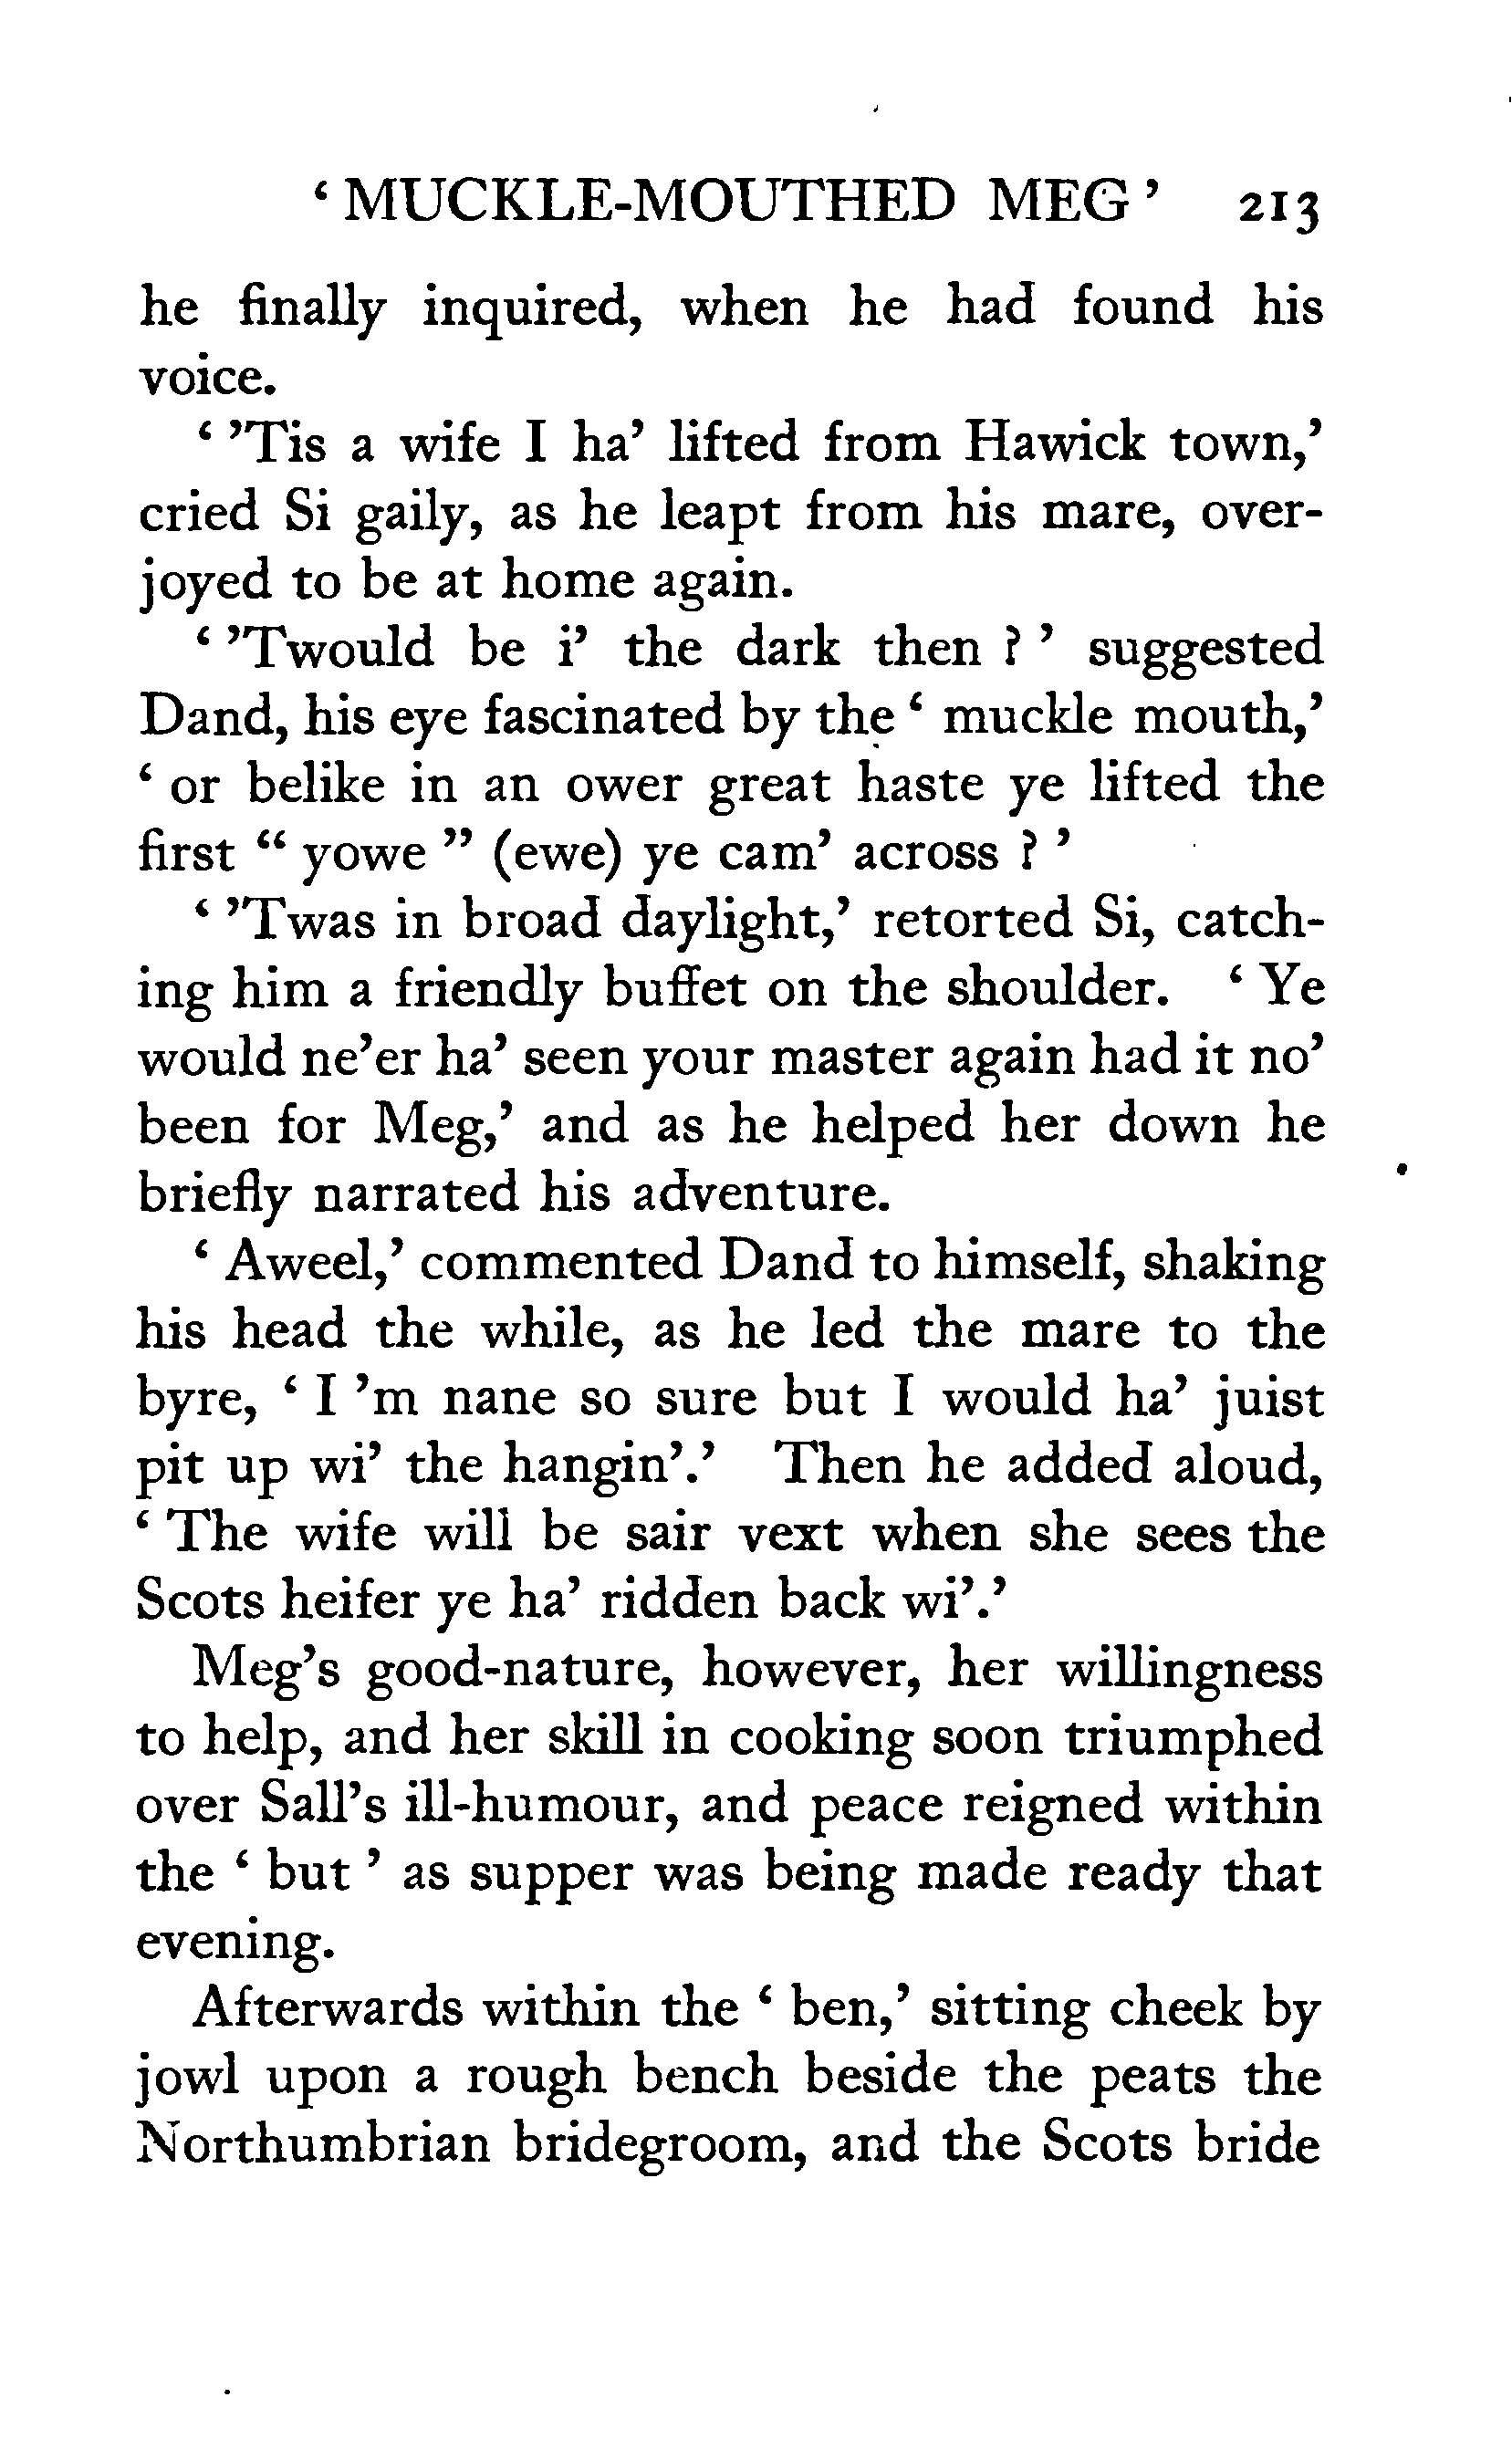 ‘ MUCKLE-MOUTHED MEG ’ 213
he finally inquired, when he had found his
voice.
‘ ’Tis a wife I ha’ lifted from Hawick town,’
cried Si gaily, as he leapt from his mare, over-
joyed to be at home again.
‘ ’Twould be i’ the dark then ? ’ suggested
Dand, his eye fascinated by the ‘ muckle mouth,’
‘ or belike in an ower great haste ye lifted the
first “ yowe ” (ewe) ye cam’ across ? ’
‘ ’Twas in broad daylight,’ retorted Si, catch-
ing him a friendly buffet on the shoulder. ‘ Ye
would ne’er ha’ seen your master again had it no’
been for Meg,’ and as he helped her down he
briefly narrated his adventure.
‘ Aweel,’ commented Dand to himself, shaking
his head the while, as he led the mare to the
byre, ‘ I ’m nane so sure but I would ha’ juist
pit up wi’ the hangin’.’ Then he added aloud,
‘ The wife will be sair vext when she sees the
Scots heifer ye ha’ ridden back wi’.’
Meg’s good-nature, however, her willingness
to help, and her skill in cooking soon triumphed
over Sall’s ill-humour, and peace reigned within
the ‘ but ’ as supper was being made ready that
evening.
Afterwards within the ‘ ben,’ sitting cheek by
jowl upon a rough bench beside the peats the
Northumbrian bridegroom, and the Scots bride